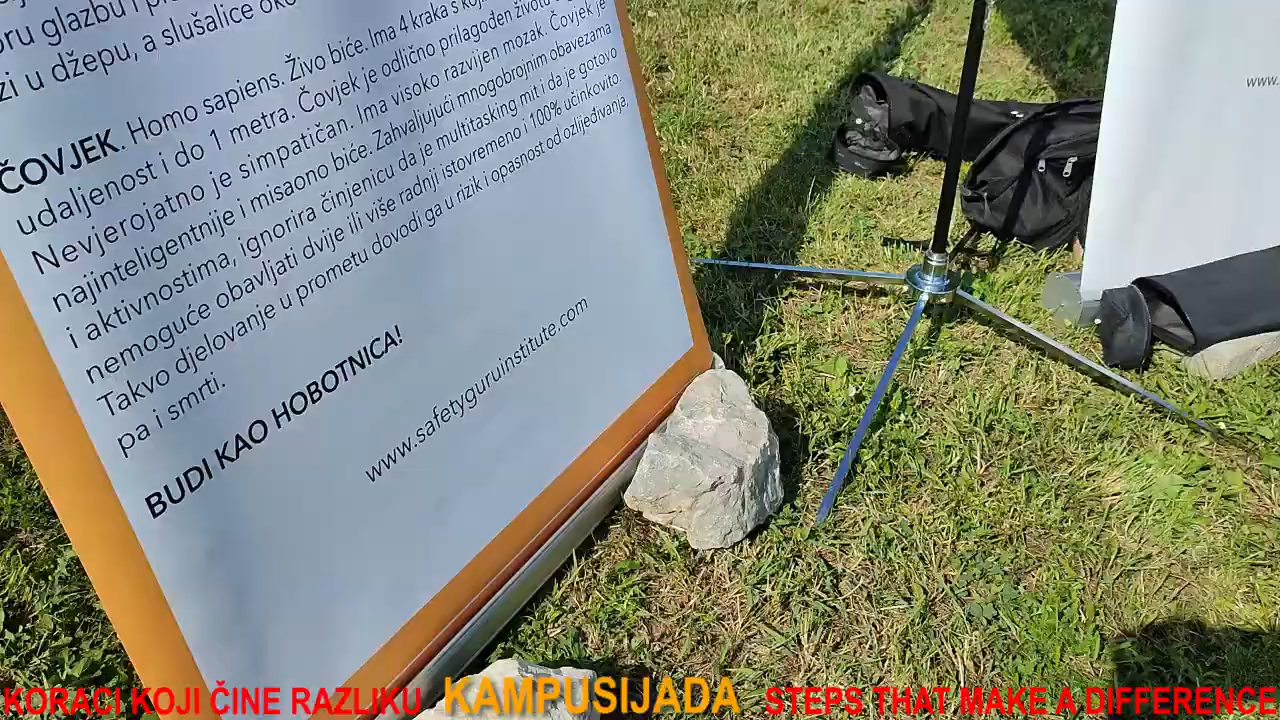 glazbu i
zi u džepu, a slušalice oko
ČOVJEK. Homo sapiens. Živo biće. Ima 4 kraka s
udaljenost i do 1 metra. Čovjek je odlično prilagođen životu
Nevjerojatno je simpatičan. Ima visoko razvijen mozak. Čovjek je
najinteligentnije i misaono biće. Zahvaljujući mnogobrojnim obavezama
i aktivnostima, ignorira činjenicu da je multitasking mit i da je gotovo
nemoguće obavljati dvije ili više radnji istovremeno i 100% učinkovito.
Takvo djelovanje u prometu dovodi ga u rizik i opasnost od ozlijeđivanja,
pa i smrti.
BUDI KAO HOBOTNICA!
www.safetyguruinstitute.com
www.
KORACI KOJI ČINE RAZLIKU KAMPUSIJADA STEPS THAT MAKE A DIFFERENCE